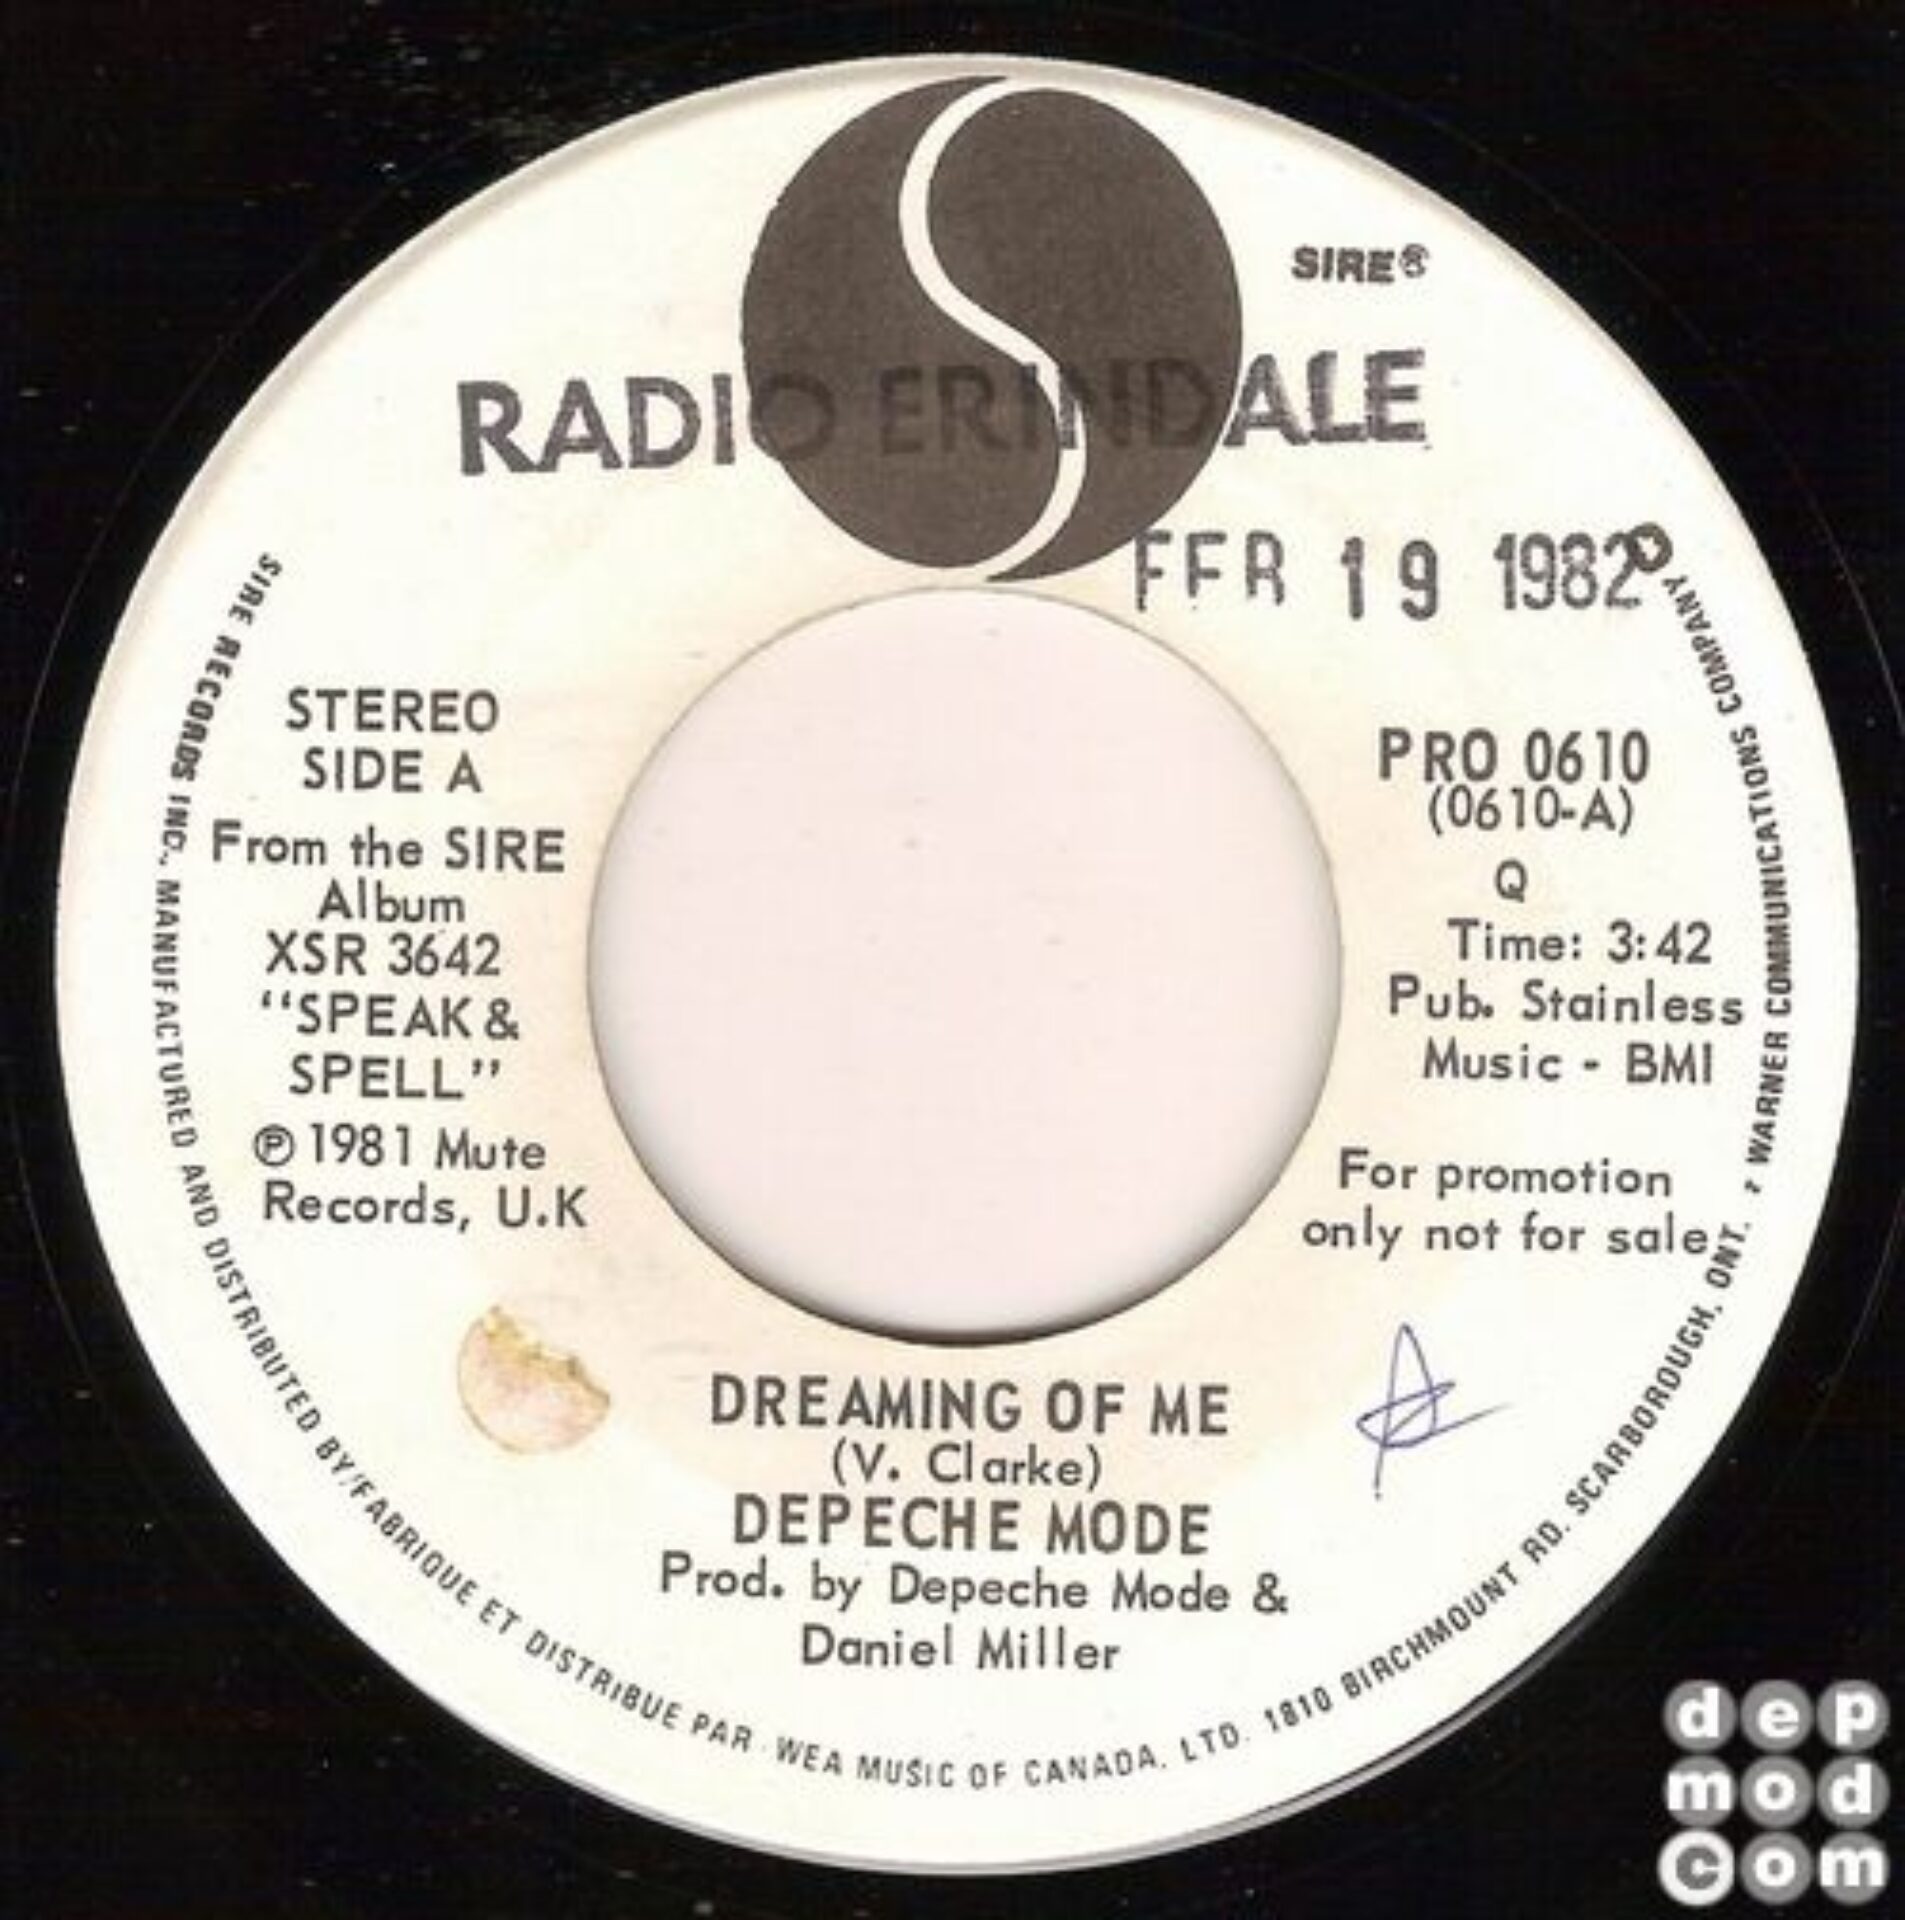 SIRE®
RADIO ERINDALE
FEB 19 1982
STEREO
SIDE A
From the SIRE
Album
XSR 3642
“SPEAK &
SPELL”
℗ 1981 Mute
Records, U.K
PRO 0610
(0610-A)
Q
Time: 3:42
Pub. Stainless
Music - BMI
For promotion
only not for sale
DREAMING OF ME
(V. Clarke)
DEPECHE MODE
Prod. by Depeche Mode &
Daniel Miller
SIRE RECORDS INC., MANUFACTURED AND DISTRIBUTED BY/FABRIQUE ET DISTRIBUE PAR WEA MUSIC OF CANADA, LTD. 1810 BIRCHMOUNT RD. SCARBOROUGH, ONT. WARNER COMMUNICATIONS COMPANY
dep
mod
com